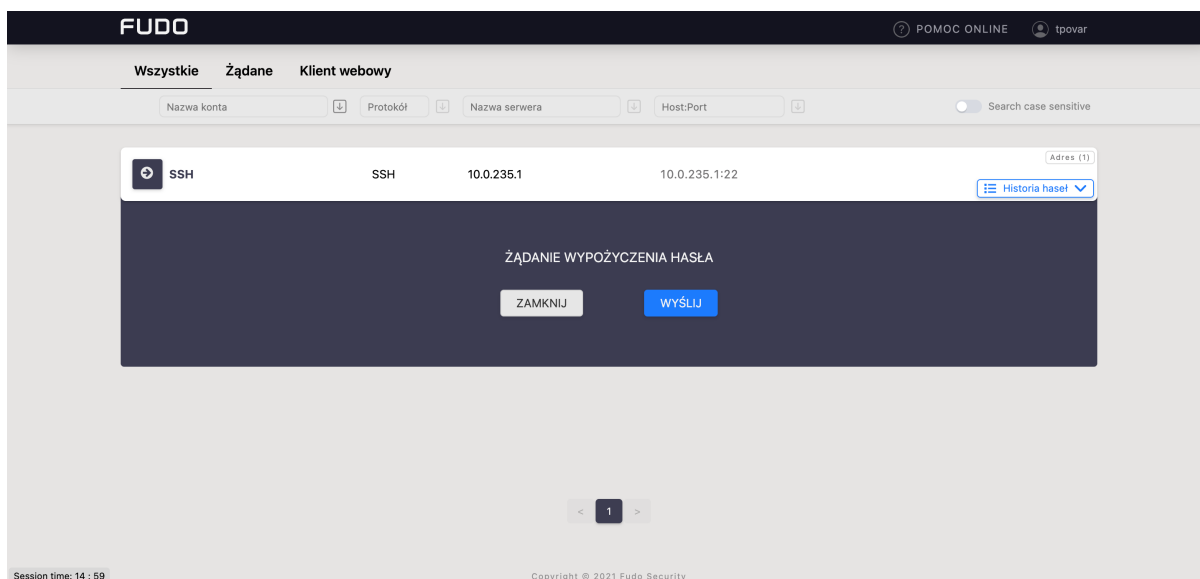 FUDO
POMOC ONLINE tpovar
Wszystkie Żądane Klient webowy
Nazwa konta Protokół Nazwa serwera Host:Port Search case sensitive
Adres (1)
SSH SSH 10.0.235.1 10.0.235.1:22
Historia haseł
ŻĄDANIE WYPOŻYCZENIA HASŁA
ZAMKNIJ WYŚLIJ
< 1 >
Session time: 14 : 59 Copyright © 2021 Fudo Security